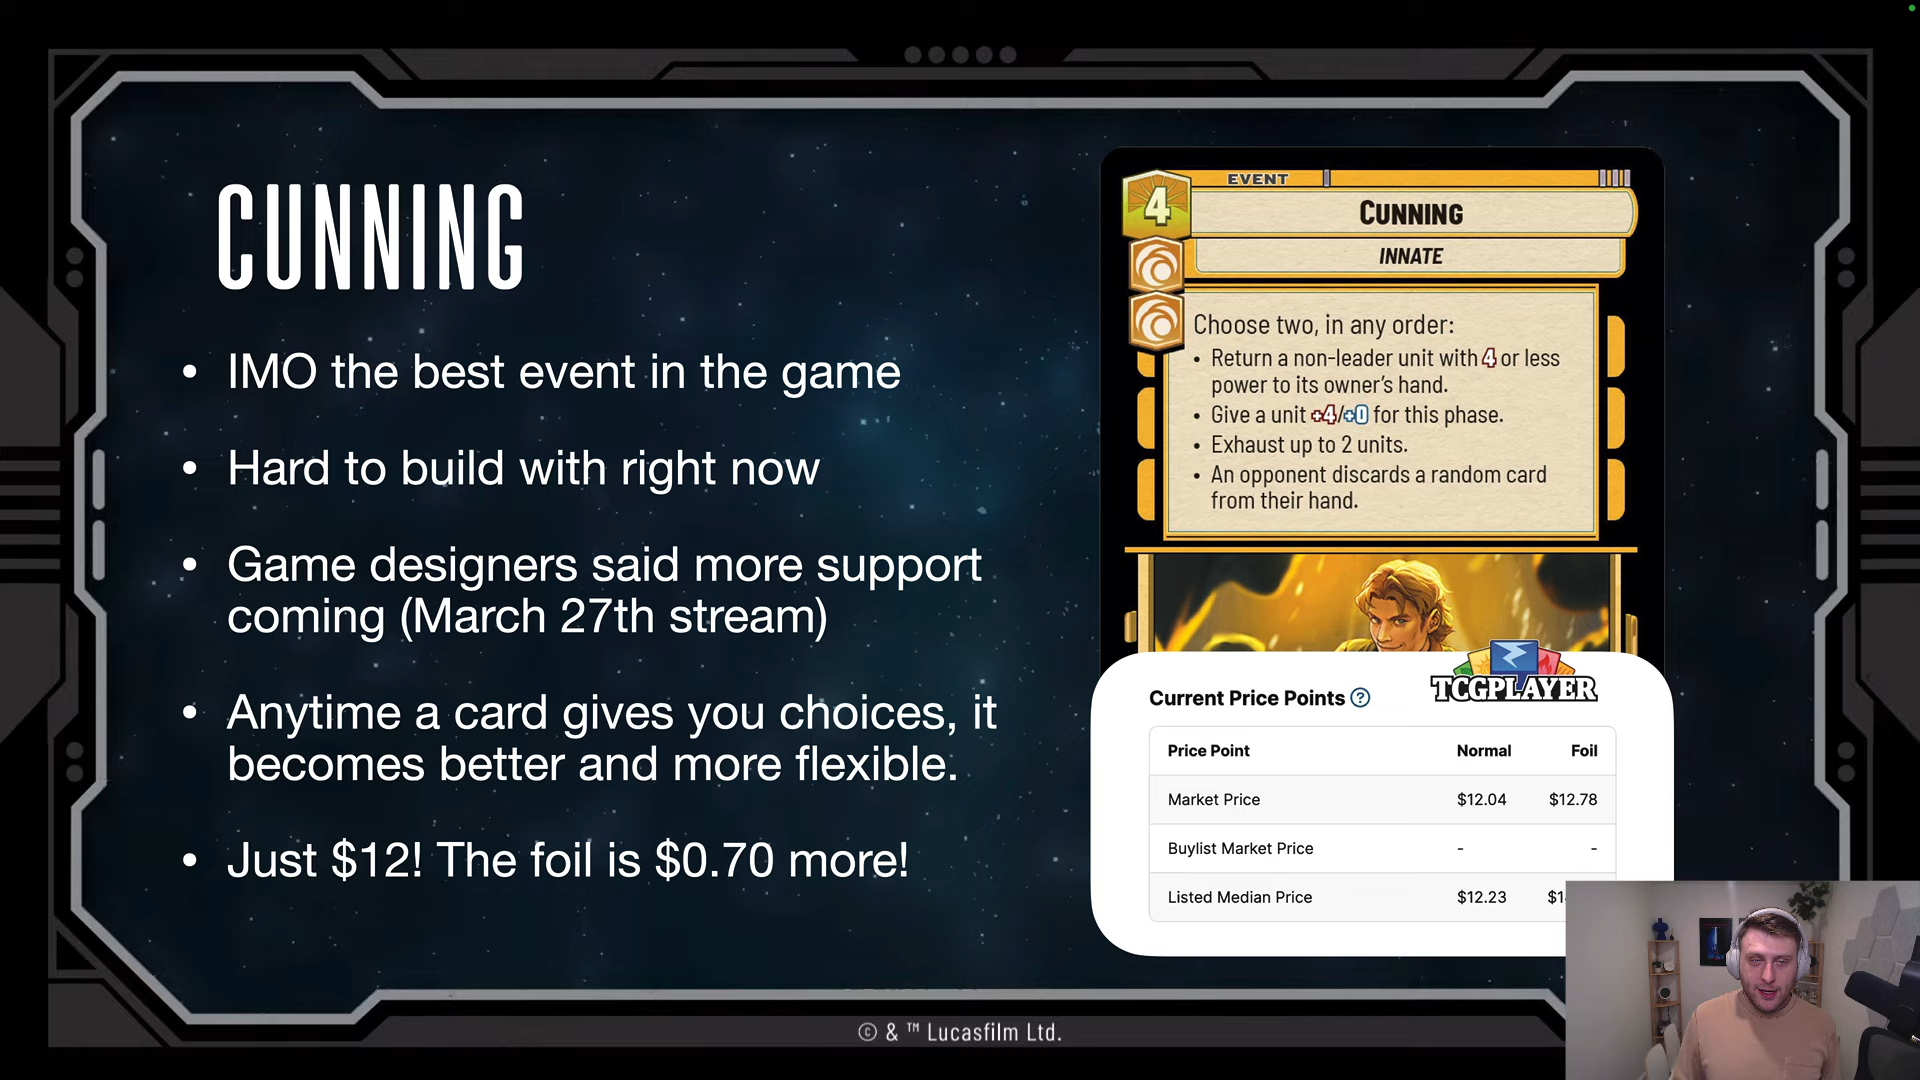 CUNNING
• IMO the best event in the game
• Hard to build with right now
• Game designers said more support
coming (March 27th stream)
• Anytime a card gives you choices, it
becomes better and more flexible.
• Just $12! The foil is $0.70 more!
EVENT
4
CUNNING
INNATE
Choose two, in any order:
• Return a non-leader unit with 4 or less
power to its owner's hand.
• Give a unit +4/+0 for this phase.
• Exhaust up to 2 units.
• An opponent discards a random card
from their hand.
TCGPLAYER
Current Price Points ?
Price Point Normal Foil
Market Price $12.04 $12.78
Buylist Market Price - -
Listed Median Price $12.23
© & ™ Lucasfilm Ltd.